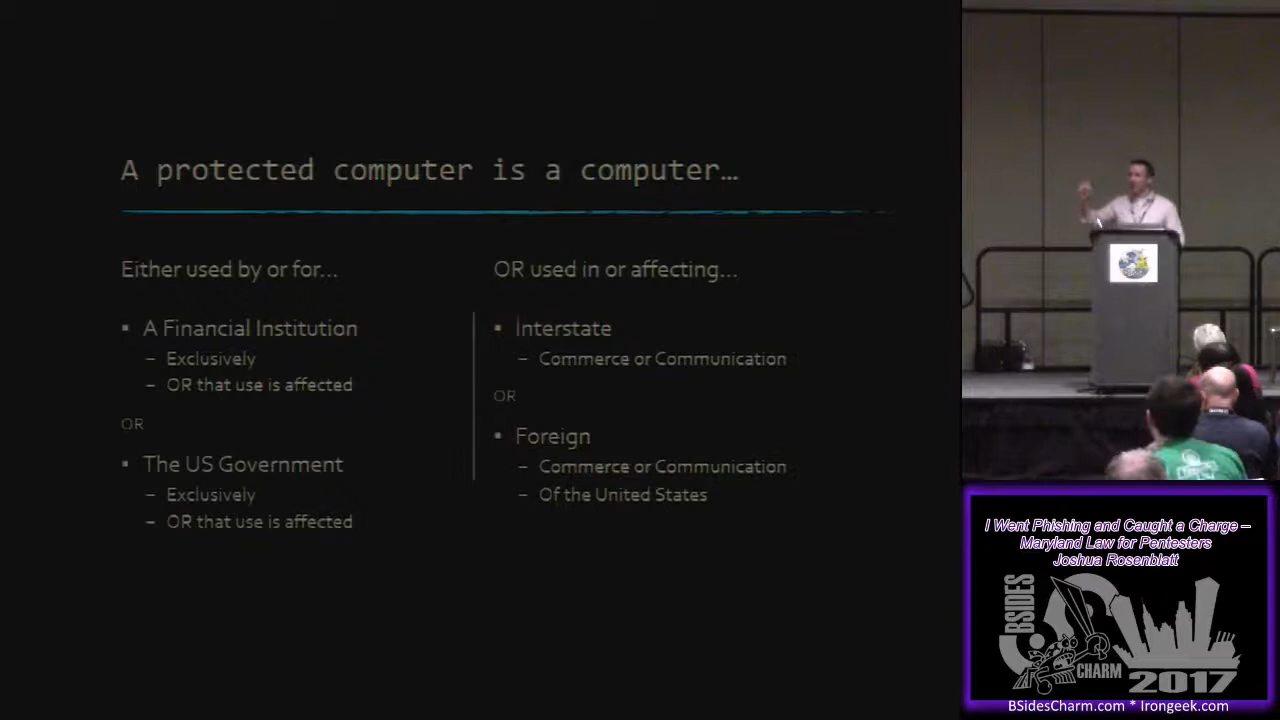 A protected computer is a computer…
Either used by or for…
▪ A Financial Institution
– Exclusively
– OR that use is affected
OR
▪ The US Government
– Exclusively
– OR that use is affected
OR used in or affecting…
▪ Interstate
– Commerce or Communication
OR
▪ Foreign
– Commerce or Communication
– Of the United States
I Went Phishing and Caught a Charge –
Maryland Law for Pentesters
Joshua Rosenblatt
BSIDES
CHARM
2017
BSidesCharm.com * Irongeek.com